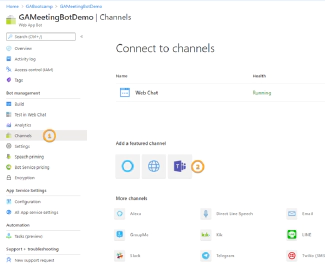 Home > GABootcamp > GAMeetingBotDemo
GAMeetingBotDemo | Channels
Web App Bot
Search (Ctrl+/)
Overview
Activity log
Access control (IAM)
Tags
Bot management
Build
Test in Web Chat
Analytics
Channels 1
Settings
Speech priming
Bot Service pricing
Encryption
App Service Settings
Configuration
All App service settings
Automation
Tasks (preview)
Support + troubleshooting
New support request
Connect to channels
Name Health
Web Chat Running
Add a featured channel
2
More channels
Alexa Direct Line Speech Email
GroupMe Kik LINE
Slack Telegram Twilio (SMS